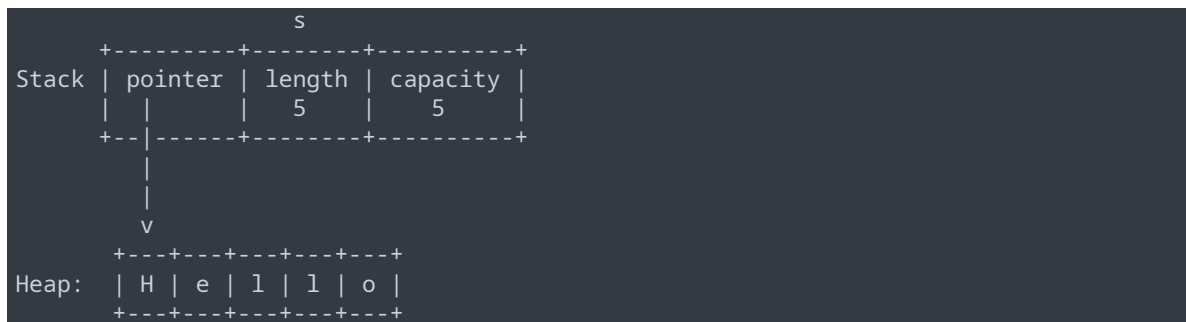 s
      +---------+--------+----------+
Stack | pointer | length | capacity |
      |  |      |   5    |    5     |
      +--|------+--------+----------+
         |
         |
         v
       +---+---+---+---+---+
Heap:  | H | e | l | l | o |
       +---+---+---+---+---+